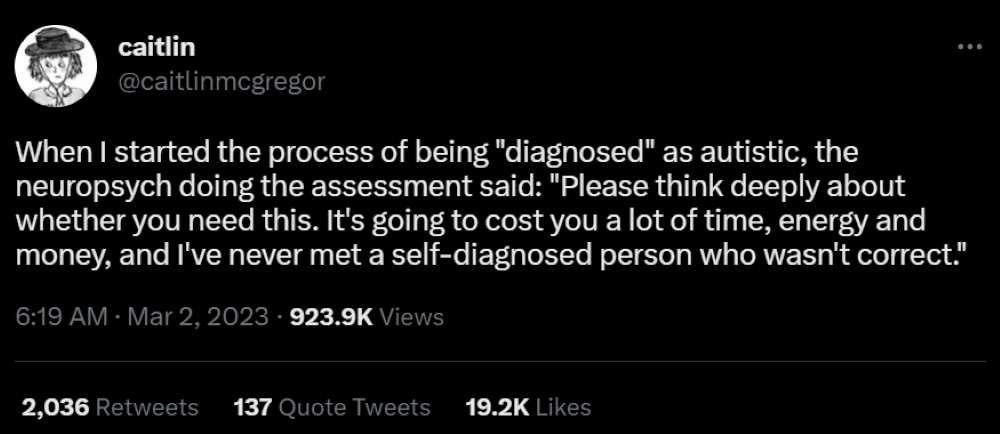 caitlin
@caitlinmcgregor
When I started the process of being "diagnosed" as autistic, the
neuropsych doing the assessment said: "Please think deeply about
whether you need this. It's going to cost you a lot of time, energy and
money, and I've never met a self-diagnosed person who wasn't correct."
6:19 AM · Mar 2, 2023 · 923.9K Views
2,036 Retweets 137 Quote Tweets 19.2K Likes